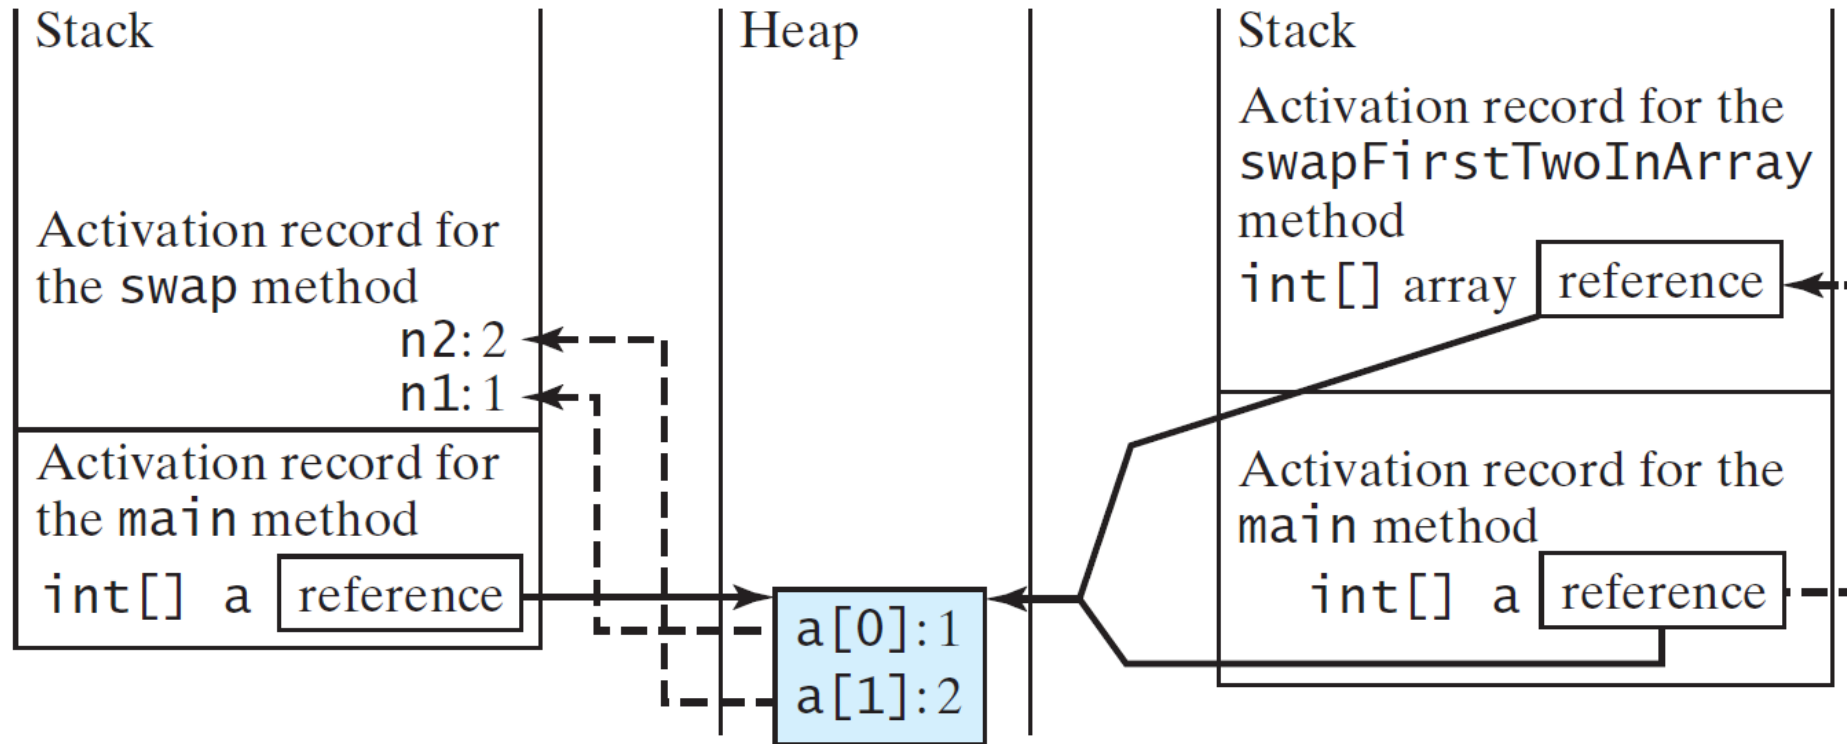 Stack
Activation record for
the swap method
n2: 2
n1: 1
Activation record for
the main method
int[] a reference
Heap
a[0]: 1
a[1]: 2
Stack
Activation record for the
swapFirstTwoInArray
method
int[] array reference
Activation record for the
main method
int[] a reference